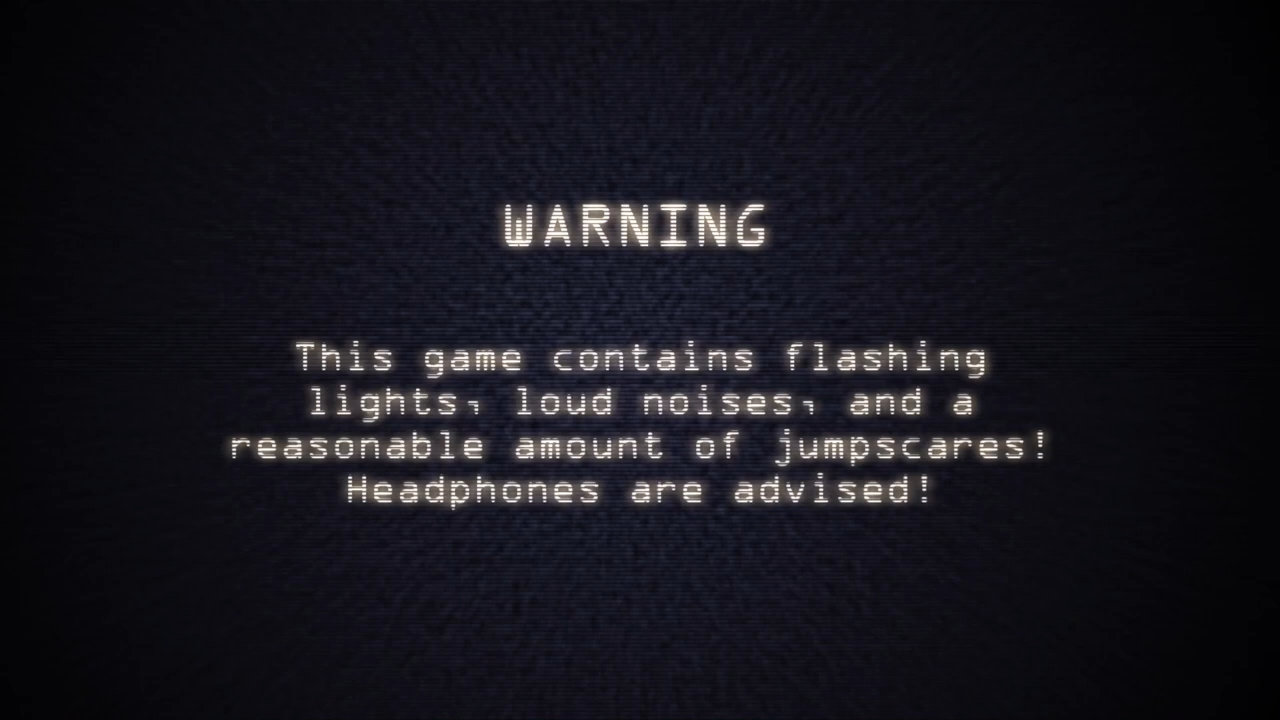 WARNING
This game contains flashing
lights, loud noises, and a
reasonable amount of jumpscares!
Headphones are advised!